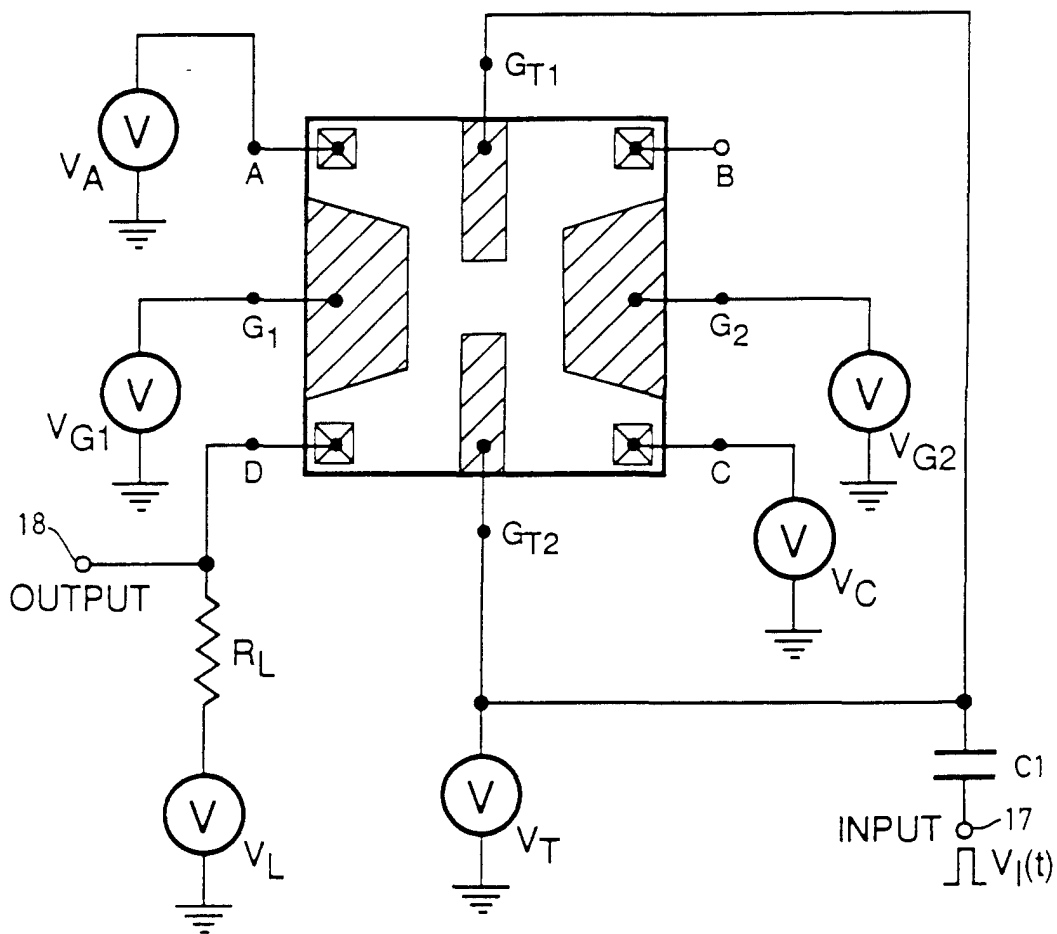 G_T1
V
V_A
A
B
G_1
G_2
V
V_G1
V
V_G2
D
C
18
G_T2
V
V_C
OUTPUT
R_L
C1
V
V_L
V
V_T
INPUT
17
V_I(t)